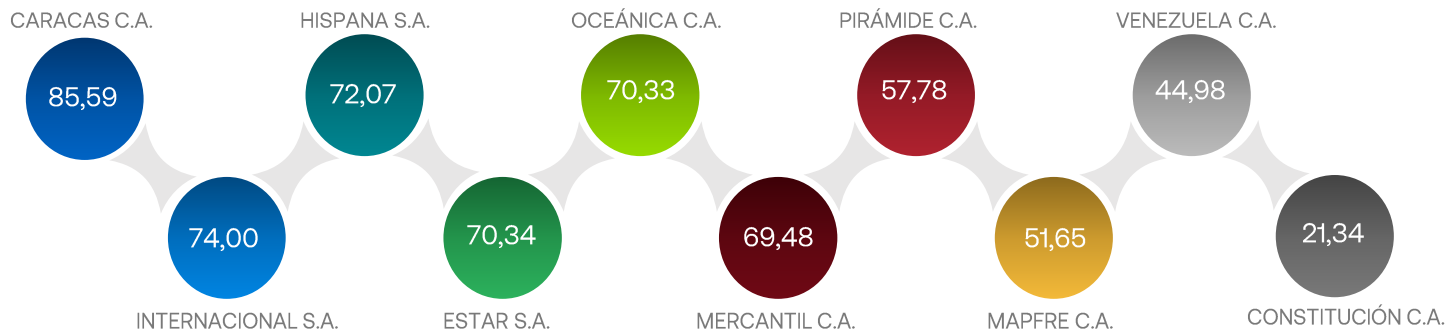 CARACAS C.A.
HISPANA S.A.
OCEÁNICA C.A.
PIRÁMIDE C.A.
VENEZUELA C.A.
85,59
72,07
70,33
57,78
44,98
74,00
70,34
69,48
51,65
21,34
INTERNACIONAL S.A.
ESTAR S.A.
MERCANTIL C.A.
MAPFRE C.A.
CONSTITUCIÓN C.A.